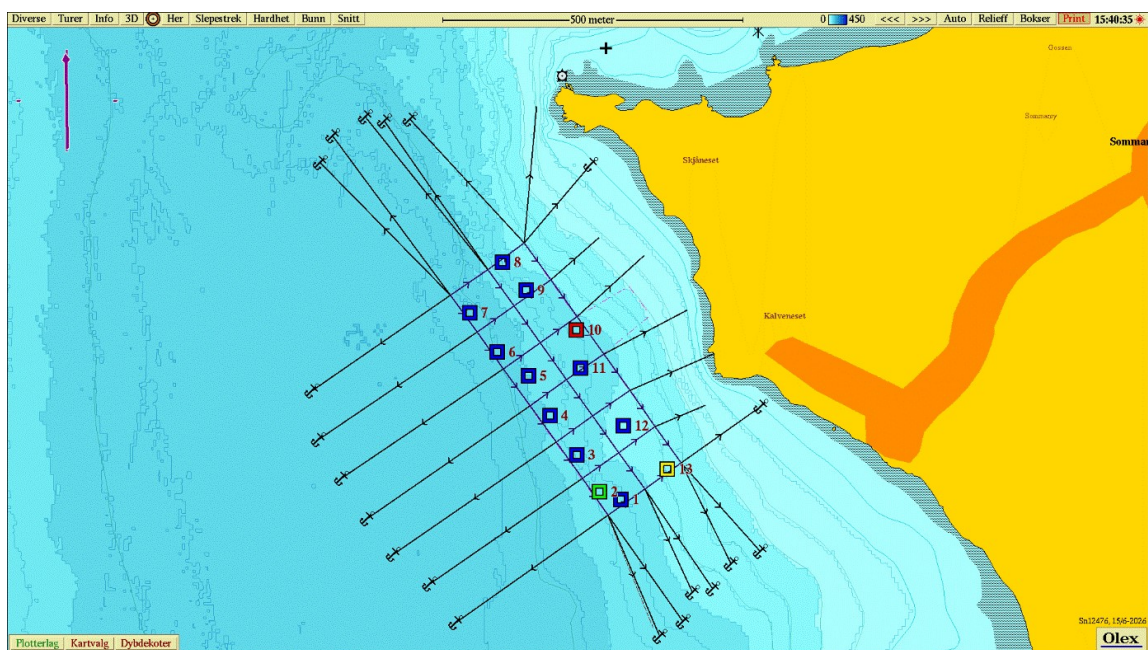 Diverse Turer Info 3D Her Slepestrek Hardhet Bunn Snitt 500 meter 0 450 <<< >>> Auto Relieff Bokser Print 15:40:35
Gossen
Sommarøy
Sommar
Skjåneset
8
9
7
10
Kalveneset
6
11
5
4
12
3
13
2
1
Sn12476, 15/6-2026
Plotterlag Kartvalg Dybdekoter
Olex